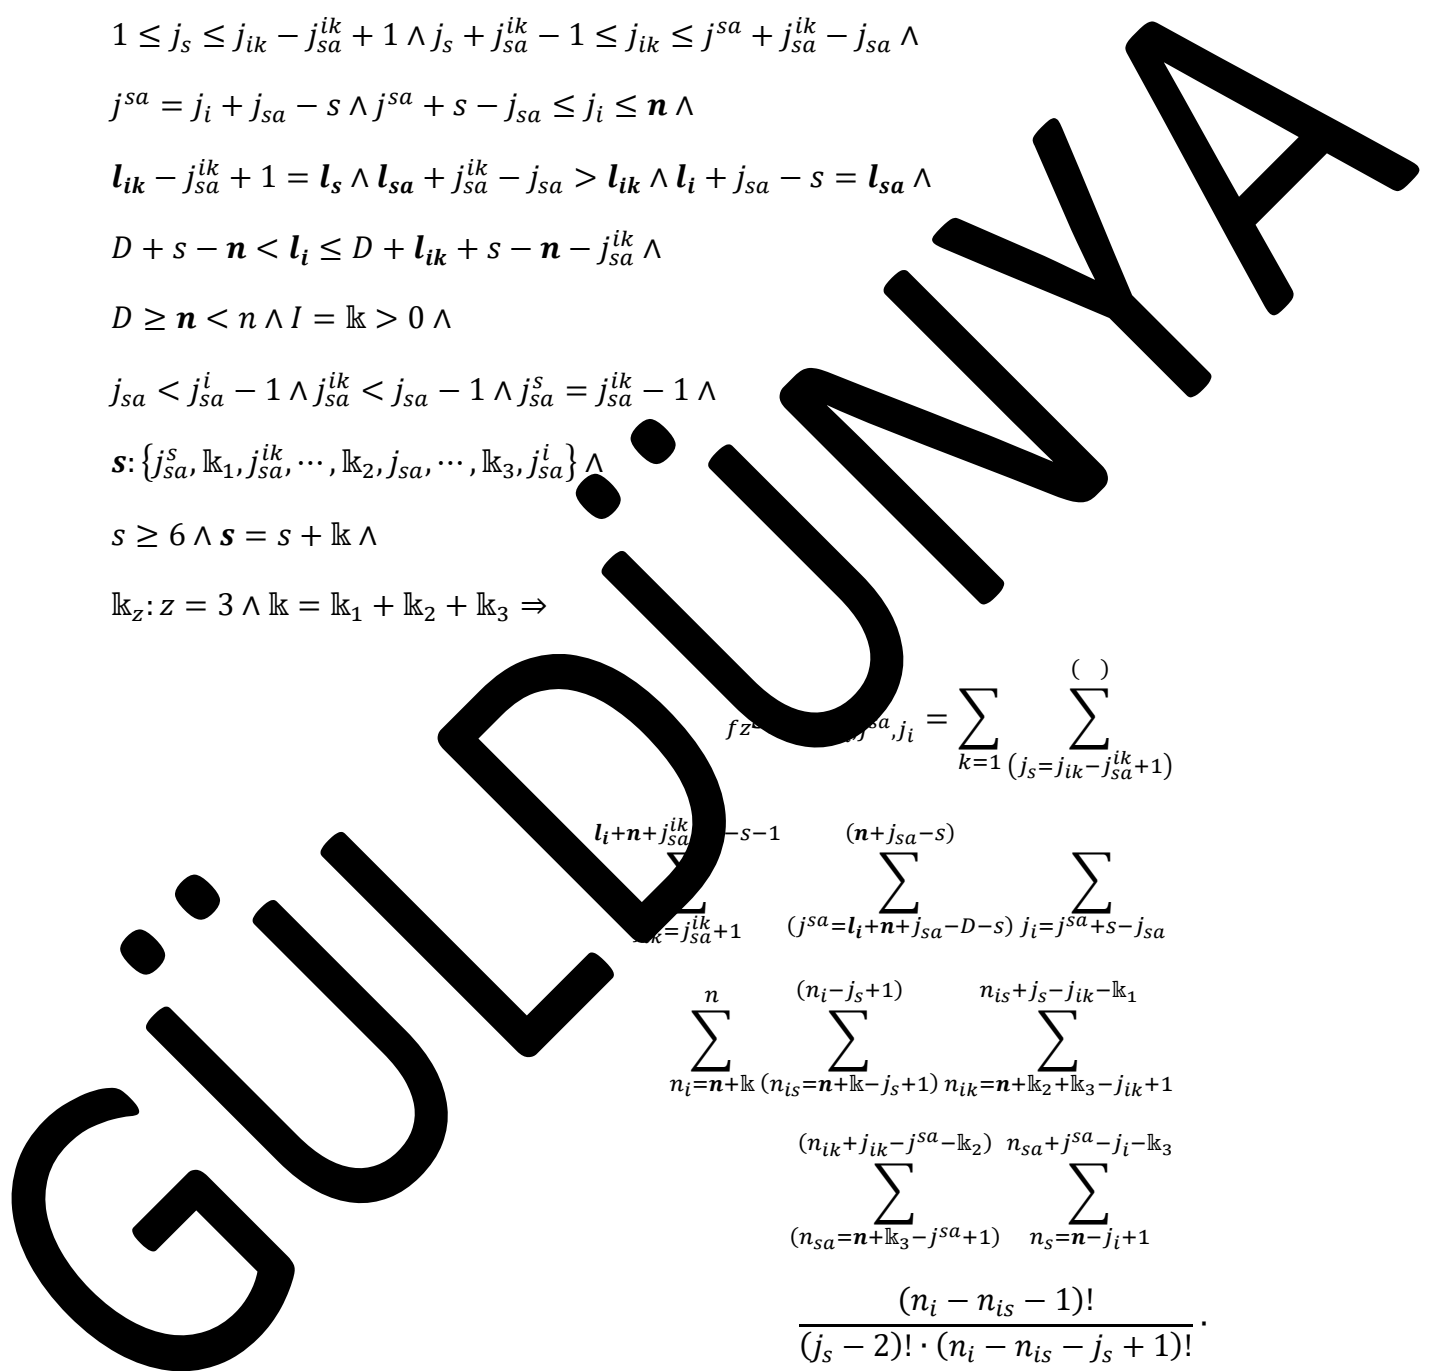 1 ≤ j_s ≤ j_{ik} − j_{sa}^{ik} + 1 ∧ j_s + j_{sa}^{ik} − 1 ≤ j_{ik} ≤ j^{sa} + j_{sa}^{ik} − j_{sa} ∧
j^{sa} = j_i + j_{sa} − s ∧ j^{sa} + s − j_{sa} ≤ j_i ≤ n ∧
l_{ik} − j_{sa}^{ik} + 1 = l_s ∧ l_{sa} + j_{sa}^{ik} − j_{sa} > l_{ik} ∧ l_i + j_{sa} − s = l_{sa} ∧
D + s − n < l_i ≤ D + l_{ik} + s − n − j_{sa}^{ik} ∧
D ≥ n < n ∧ I = 𝕜 > 0 ∧
j_{sa} < j_{sa}^{i} − 1 ∧ j_{sa}^{ik} < j_{sa} − 1 ∧ j_{sa}^{s} = j_{sa}^{ik} − 1 ∧
s: {j_{sa}^{s}, 𝕜_1, j_{sa}^{ik}, ⋯ , 𝕜_2, j_{sa}, ⋯ , 𝕜_3, j_{sa}^{i}} ∧
s ≥ 6 ∧ s = s + 𝕜 ∧
𝕜_z: z = 3 ∧ 𝕜 = 𝕜_1 + 𝕜_2 + 𝕜_3 ⇒
fz j^{sa}, j_i = ∑_{k=1} ∑_{(j_s=j_{ik}−j_{sa}^{ik}+1)}^{( )}
∑_{=j_{sa}^{ik}+1}^{l_i+n+j_{sa}^{ik} −s−1} ∑_{(j^{sa}=l_i+n+j_{sa}−D−s)}^{(n+j_{sa}−s)} ∑_{j_i=j^{sa}+s−j_{sa}}
∑_{n_i=n+𝕜}^{n} ∑_{(n_{is}=n+𝕜−j_s+1)}^{(n_i−j_s+1)} ∑_{n_{ik}=n+𝕜_2+𝕜_3−j_{ik}+1}^{n_{is}+j_s−j_{ik}−𝕜_1}
∑_{(n_{sa}=n+𝕜_3−j^{sa}+1)}^{(n_{ik}+j_{ik}−j^{sa}−𝕜_2)} ∑_{n_s=n−j_i+1}^{n_{sa}+j^{sa}−j_i−𝕜_3}
(n_i − n_{is} − 1)!
(j_s − 2)! · (n_i − n_{is} − j_s + 1)! ·
GÜLDÜNYA